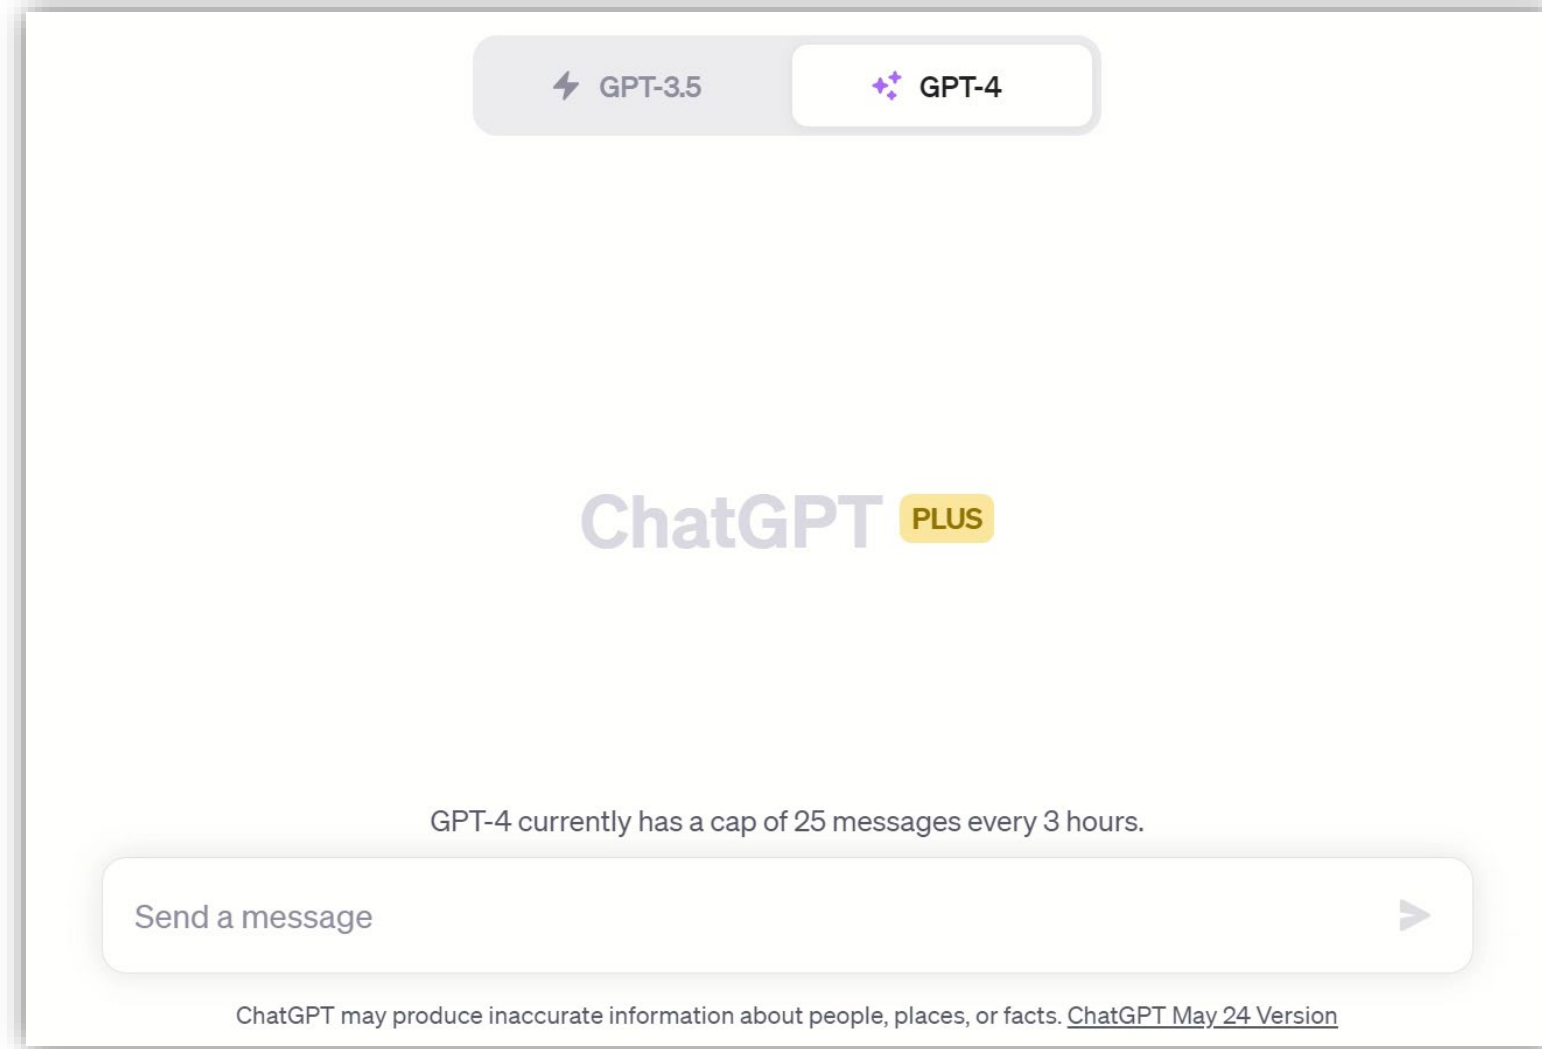 GPT-3.5 GPT-4
ChatGPT PLUS
GPT-4 currently has a cap of 25 messages every 3 hours.
Send a message
ChatGPT may produce inaccurate information about people, places, or facts. ChatGPT May 24 Version